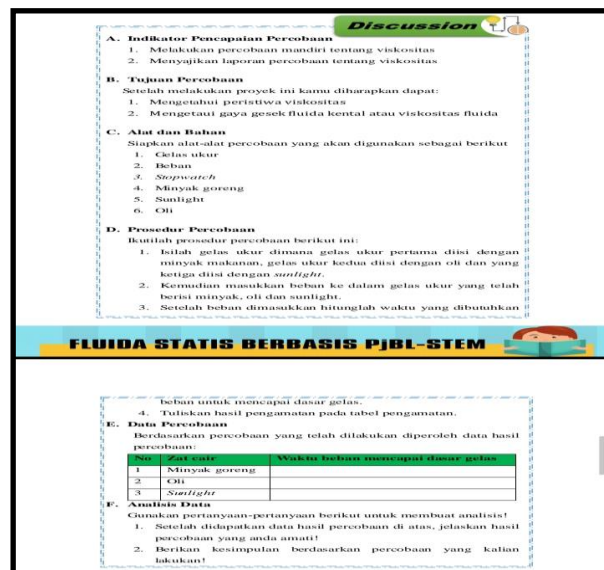 Discussion
A. Indikator Pencapaian Percobaan
1. Melakukan percobaan mandiri tentang viskositas
2. Menyajikan laporan percobaan tentang viskositas
B. Tujuan Percobaan
Setelah melakukan proyek ini kamu diharapkan dapat:
1. Mengetahui peristiwa viskositas
2. Mengetaui gaya gesek fluida kental atau viskositas fluida
C. Alat dan Bahan
Siapkan alat-alat percobaan yang akan digunakan sebagai berikut
1. Gelas ukur
2. Beban
3. Stopwatch
4. Minyak goreng
5. Sunlight
6. Oli
D. Prosedur Percobaan
Ikutilah prosedur percobaan berikut ini:
1. Isilah gelas ukur dimana gelas ukur pertama diisi dengan
minyak makanan, gelas ukur kedua diisi dengan oli dan yang
ketiga diisi dengan sunlight.
2. Kemudian masukkan beban ke dalam gelas ukur yang telah
berisi minyak, oli dan sunlight.
3. Setelah beban dimasukkan hitunglah waktu yang dibutuhkan
FLUIDA STATIS BERBASIS PjBL-STEM
beban untuk mencapai dasar gelas.
4. Tuliskan hasil pengamatan pada tabel pengamatan.
E. Data Percobaan
Berdasarkan percobaan yang telah dilakukan diperoleh data hasil
percobaan:
No Zat cair Waktu beban mencapai dasar gelas
1 Minyak goreng
2 Oli
3 Sunlight
F. Analisis Data
Gunakan pertanyaan-pertanyaan berikut untuk membuat analisis!
1. Setelah didapatkan data hasil percobaan di atas, jelaskan hasil
percobaan yang anda amati!
2. Berikan kesimpulan berdasarkan percobaan yang kalian
lakukan!